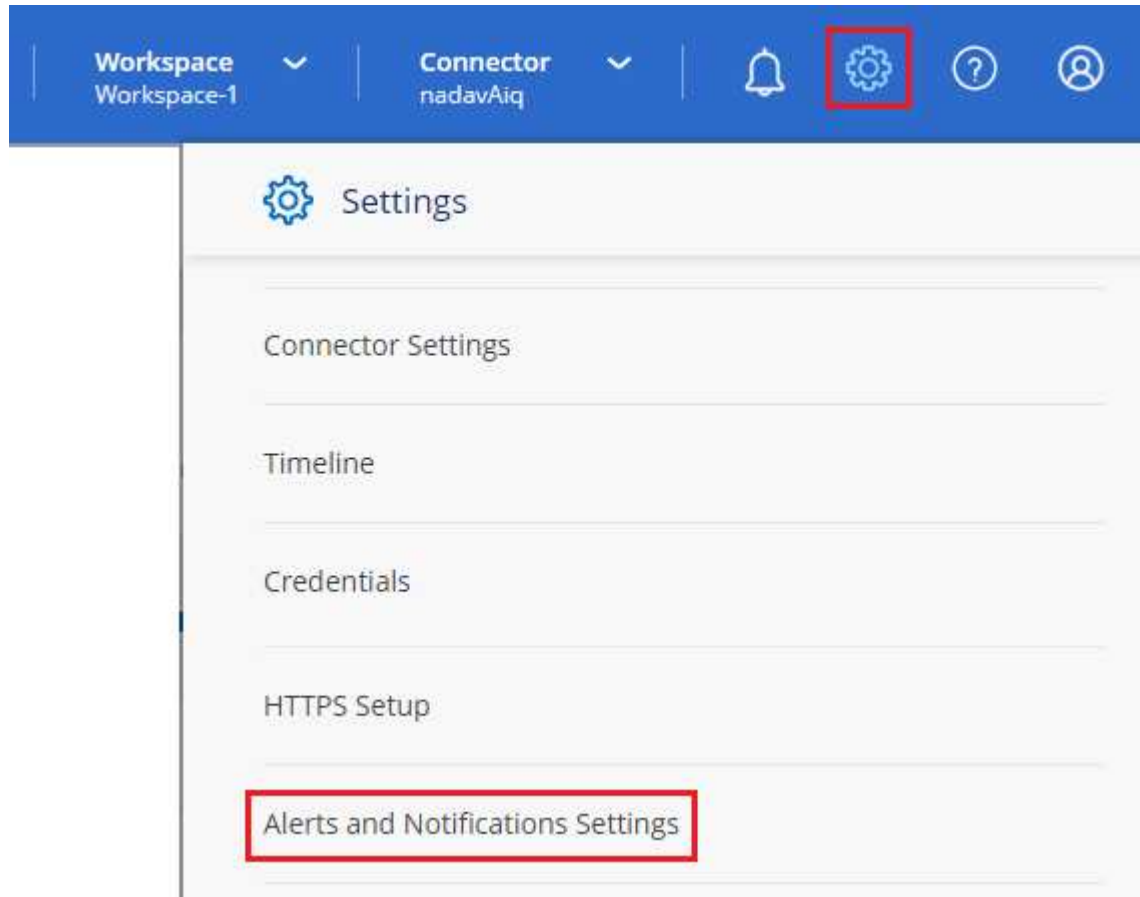 Workspace
Workspace-1
Connector
nadavAiq
Settings
Connector Settings
Timeline
Credentials
HTTPS Setup
Alerts and Notifications Settings